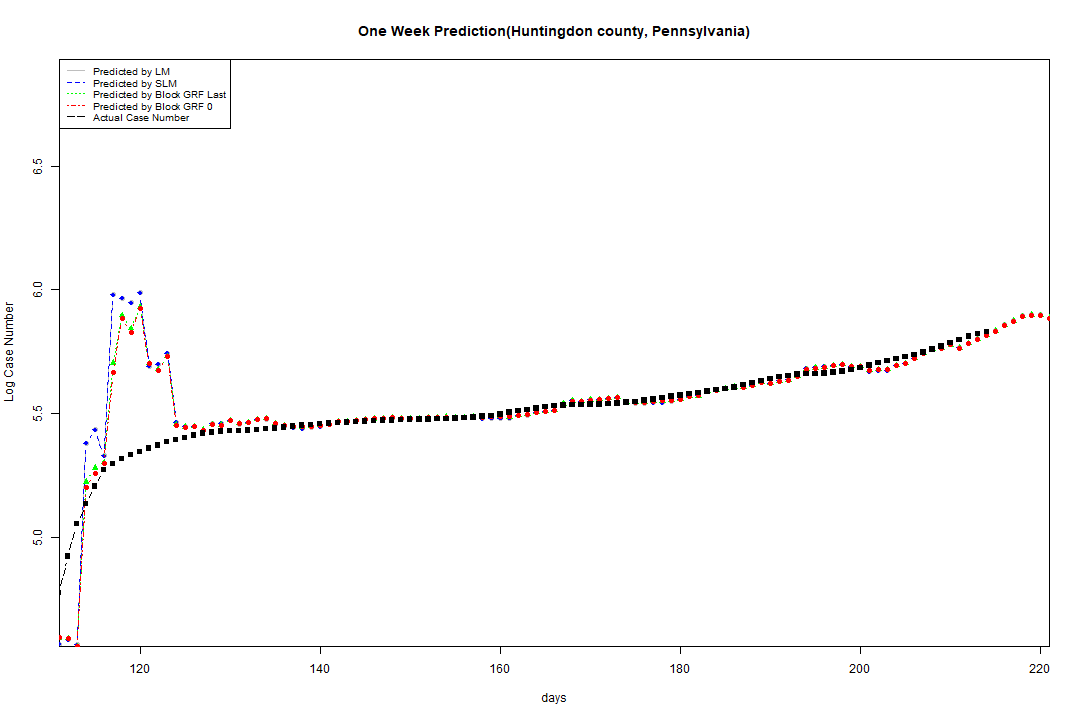 One Week Prediction(Huntingdon county, Pennsylvania)
Predicted by LM
Predicted by SLM
Predicted by Block GRF Last
Predicted by Block GRF 0
Actual Case Number
6.5
6.0
5.5
5.0
Log Case Number
120 140 160 180 200 220
days